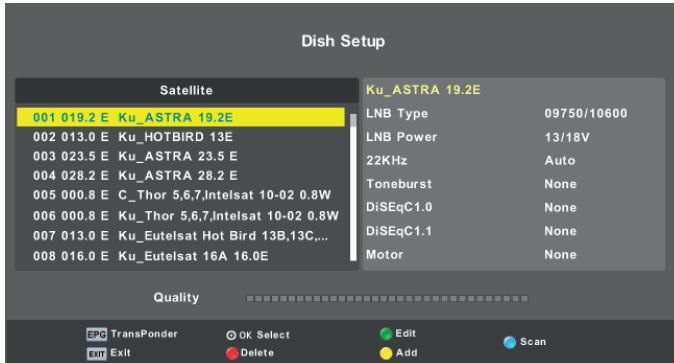 Dish Setup
Satellite
001 019.2 E Ku_ASTRA 19.2E
002 013.0 E Ku_HOTBIRD 13E
003 023.5 E Ku_ASTRA 23.5 E
004 028.2 E Ku_ASTRA 28.2 E
005 000.8 E C_Thor 5,6,7,Intelsat 10-02 0.8W
006 000.8 E Ku_Thor 5,6,7,Intelsat 10-02 0.8W
007 013.0 E Ku_Eutelsat Hot Bird 13B,13C,...
008 016.0 E Ku_Eutelsat 16A 16.0E
Ku_ASTRA 19.2E
LNB Type 09750/10600
LNB Power 13/18V
22KHz Auto
Toneburst None
DiSEqC1.0 None
DiSEqC1.1 None
Motor None
Quality
EPG TransPonder OK Select Edit Scan
EXIT Exit Delete Add